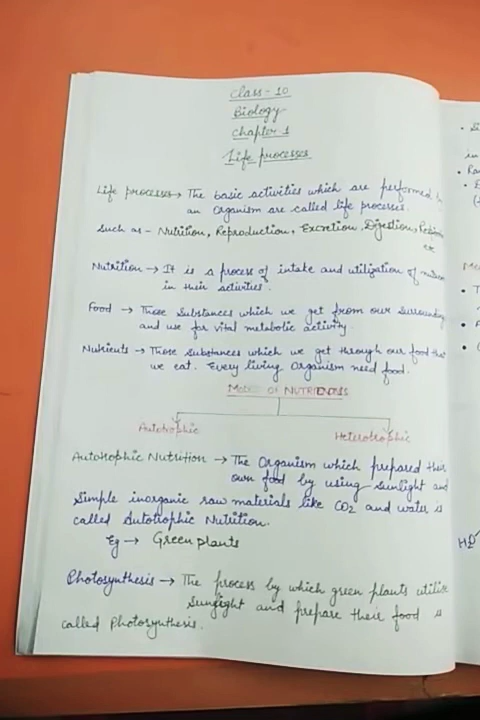 Class - 10
Biology
Chapter 1
Life processes
Life processes → The basic activities which are performed
an organism are called life processes.
Such as - Nutrition, Reproduction, Excretion, Digestion,
etc
Nutrition → It is a process of intake and utilization of
in their activities.
Food → Those Substances which we get from our surrounding
and use for vital metabolic activity.
Nutrients → Those substances which we get through our food that
we eat. Every living Organism need food.
MODES OF
Autotrophic Heterotrophic
Autotrophic Nutrition → The Organism which prepared their
own food by using sunlight and
Simple inorganic raw materials like CO2 and water is
called Autotrophic Nutrition.
Eg → Green plants
Photosynthesis → The process by which green plants utilise
Sunlight and prepare their food is
called Photosynthesis.